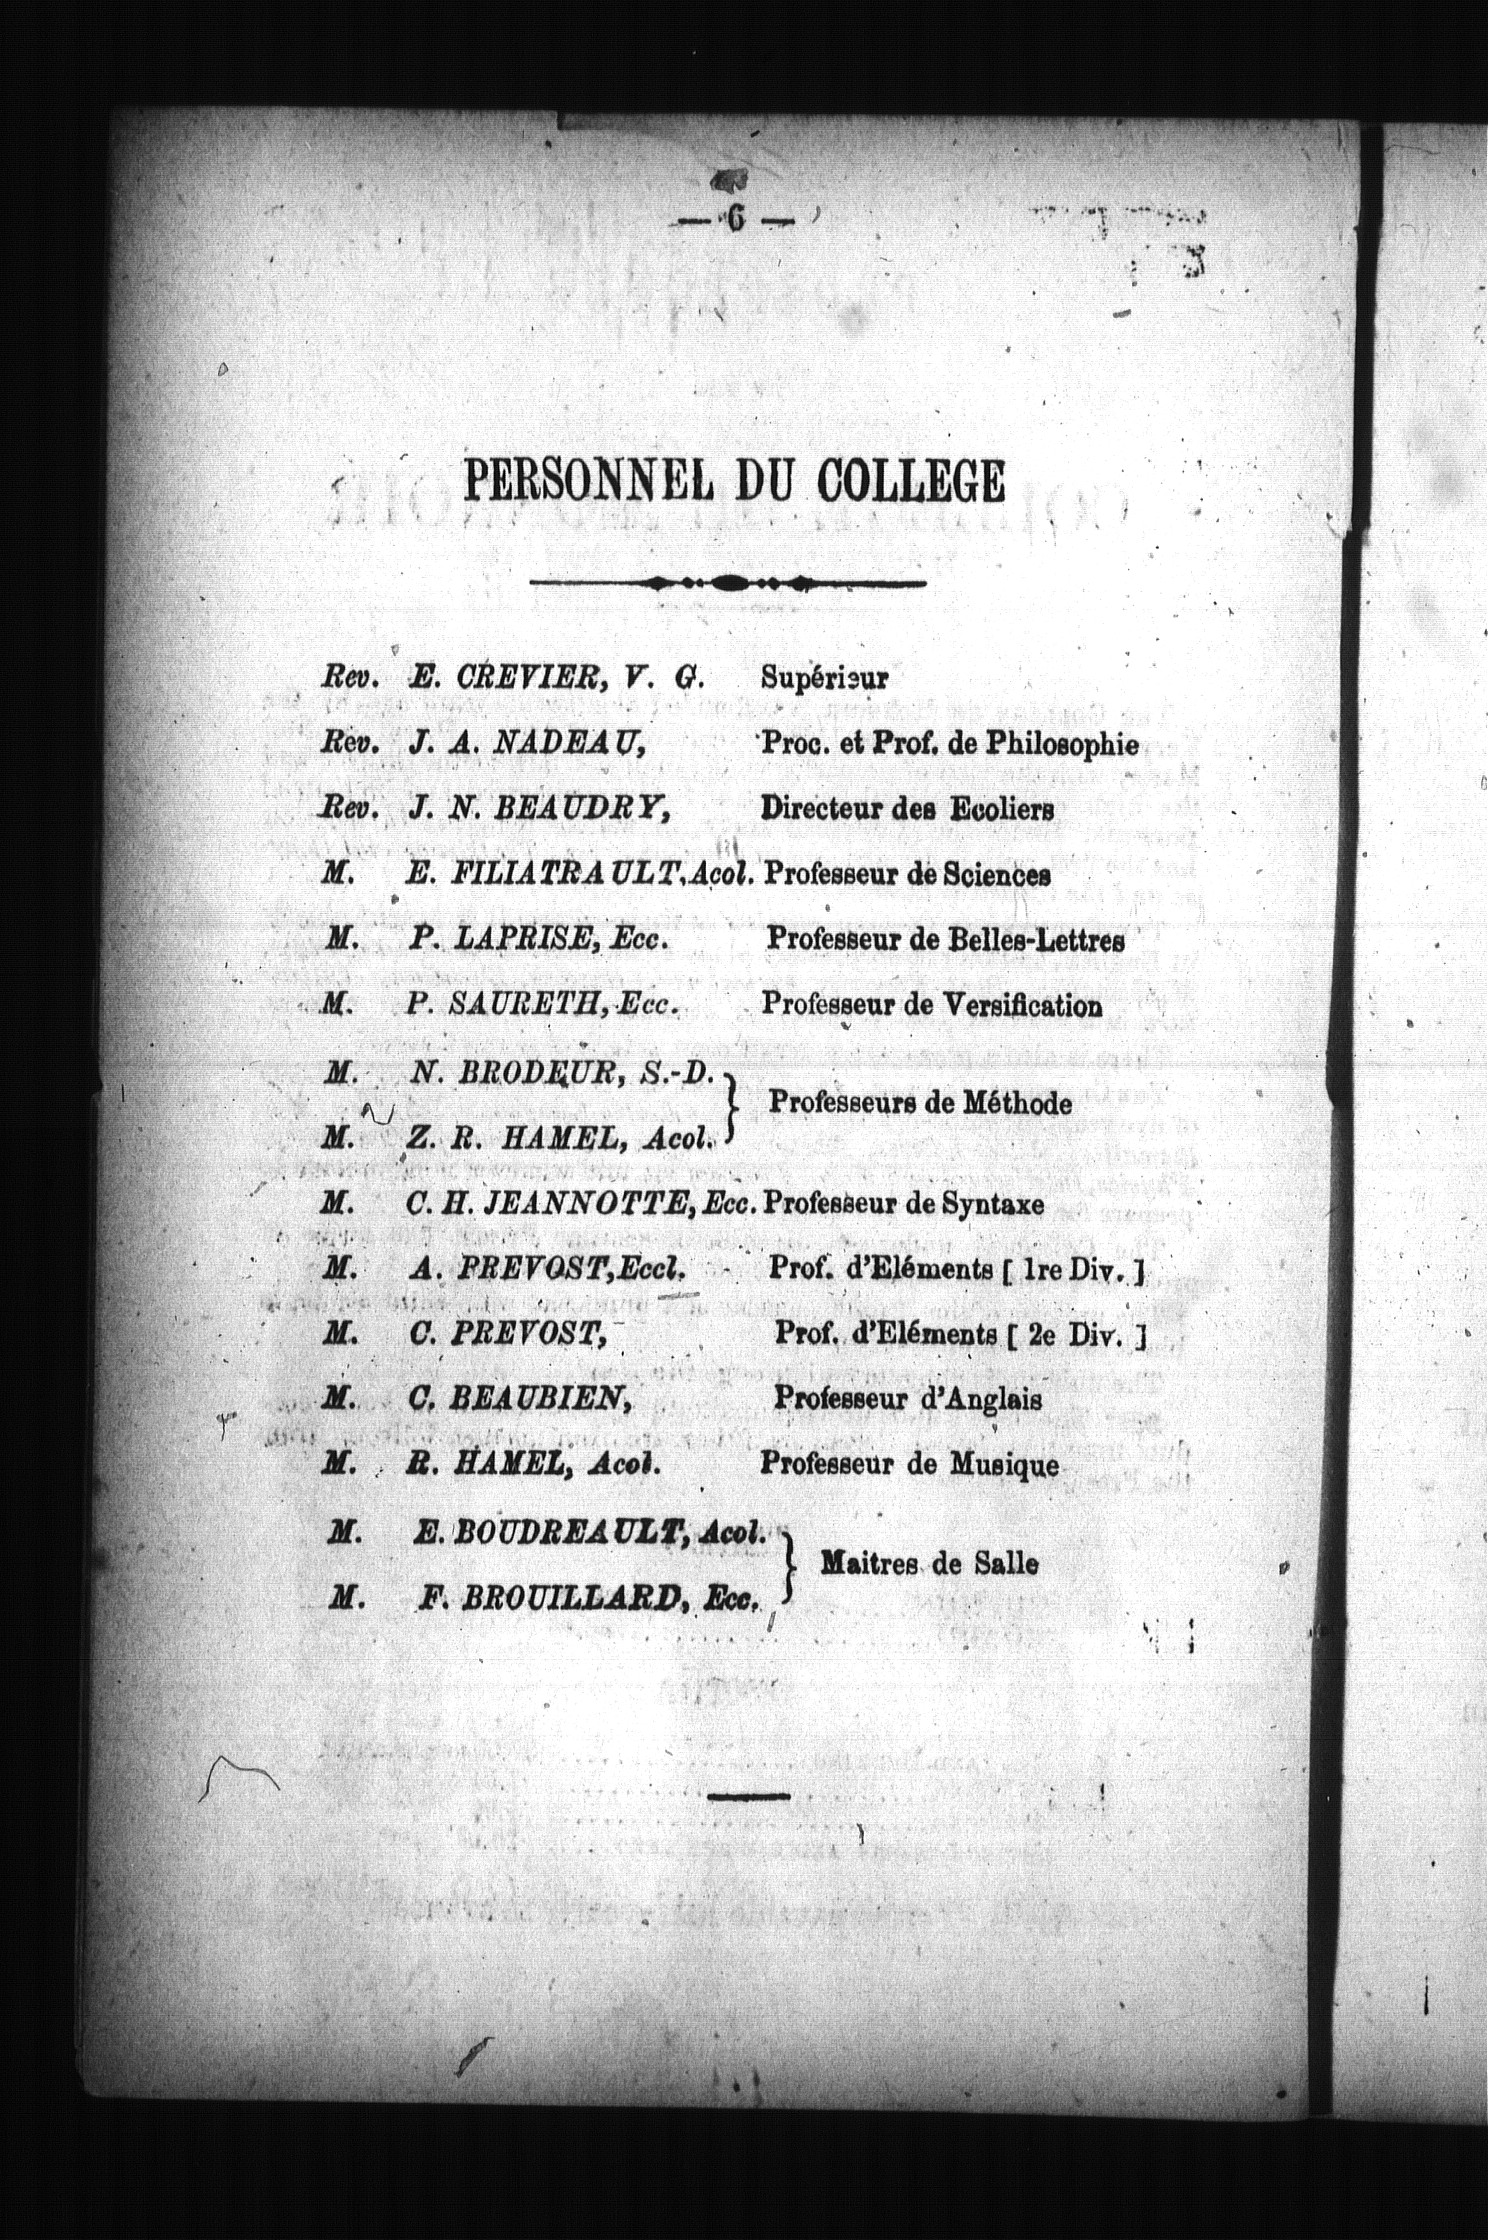 — 6 —
PERSONNEL DU COLLEGE
Rev. E. CREVIER, V. G. Supérieur
Rev. J. A. NADEAU, Proc. et Prof. de Philosophie
Rev. J. N. BEAUDRY, Directeur des Ecoliers
M. E. FILIATRAULT, Acol. Professeur de Sciences
M. P. LAPRISE, Ecc. Professeur de Belles-Lettres
M. P. SAURETH, Ecc. Professeur de Versification
M. N. BRODEUR, S.-D.
} Professeurs de Méthode
M. Z. R. HAMEL, Acol.
M. C. H. JEANNOTTE, Ecc. Professeur de Syntaxe
M. A. PREVOST, Eccl. Prof. d'Eléments [ 1re Div. ]
M. C. PREVOST, Prof. d'Eléments [ 2e Div. ]
M. C. BEAUBIEN, Professeur d'Anglais
M. R. HAMEL, Acol. Professeur de Musique
M. E. BOUDREAULT, Acol.
} Maitres de Salle
M. F. BROUILLARD, Ecc.